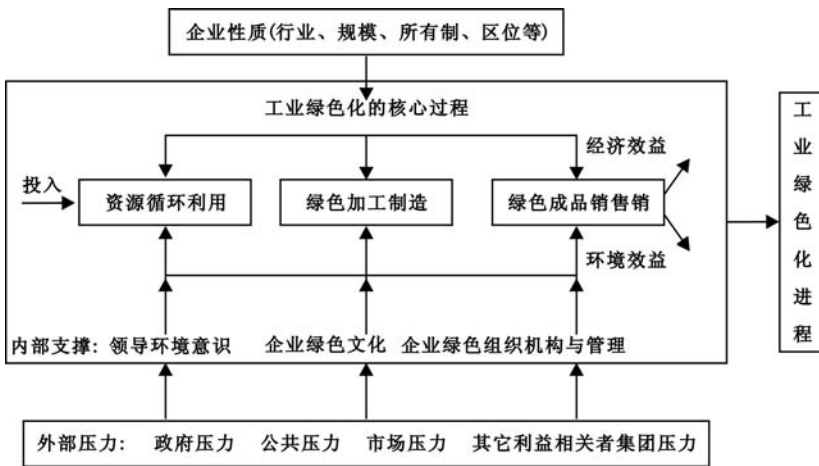 企业性质(行业、规模、所有制、区位等)
工业绿色化的核心过程
经济效益
投入
资源循环利用
绿色加工制造
绿色成品销售销
环境效益
内部支撑: 领导环境意识 企业绿色文化 企业绿色组织机构与管理
外部压力: 政府压力 公共压力 市场压力 其它利益相关者集团压力
工业绿色化进程